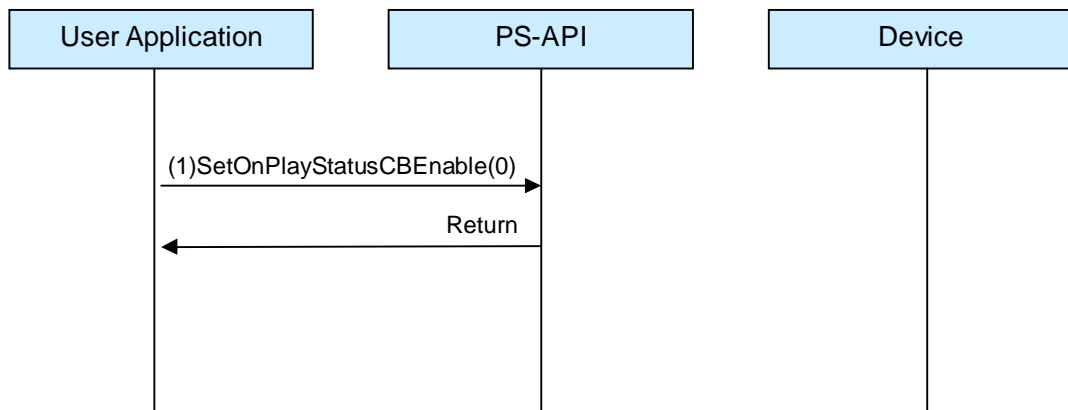 User Application
PS-API
Device
(1)SetOnPlayStatusCBEnable(0)
Return